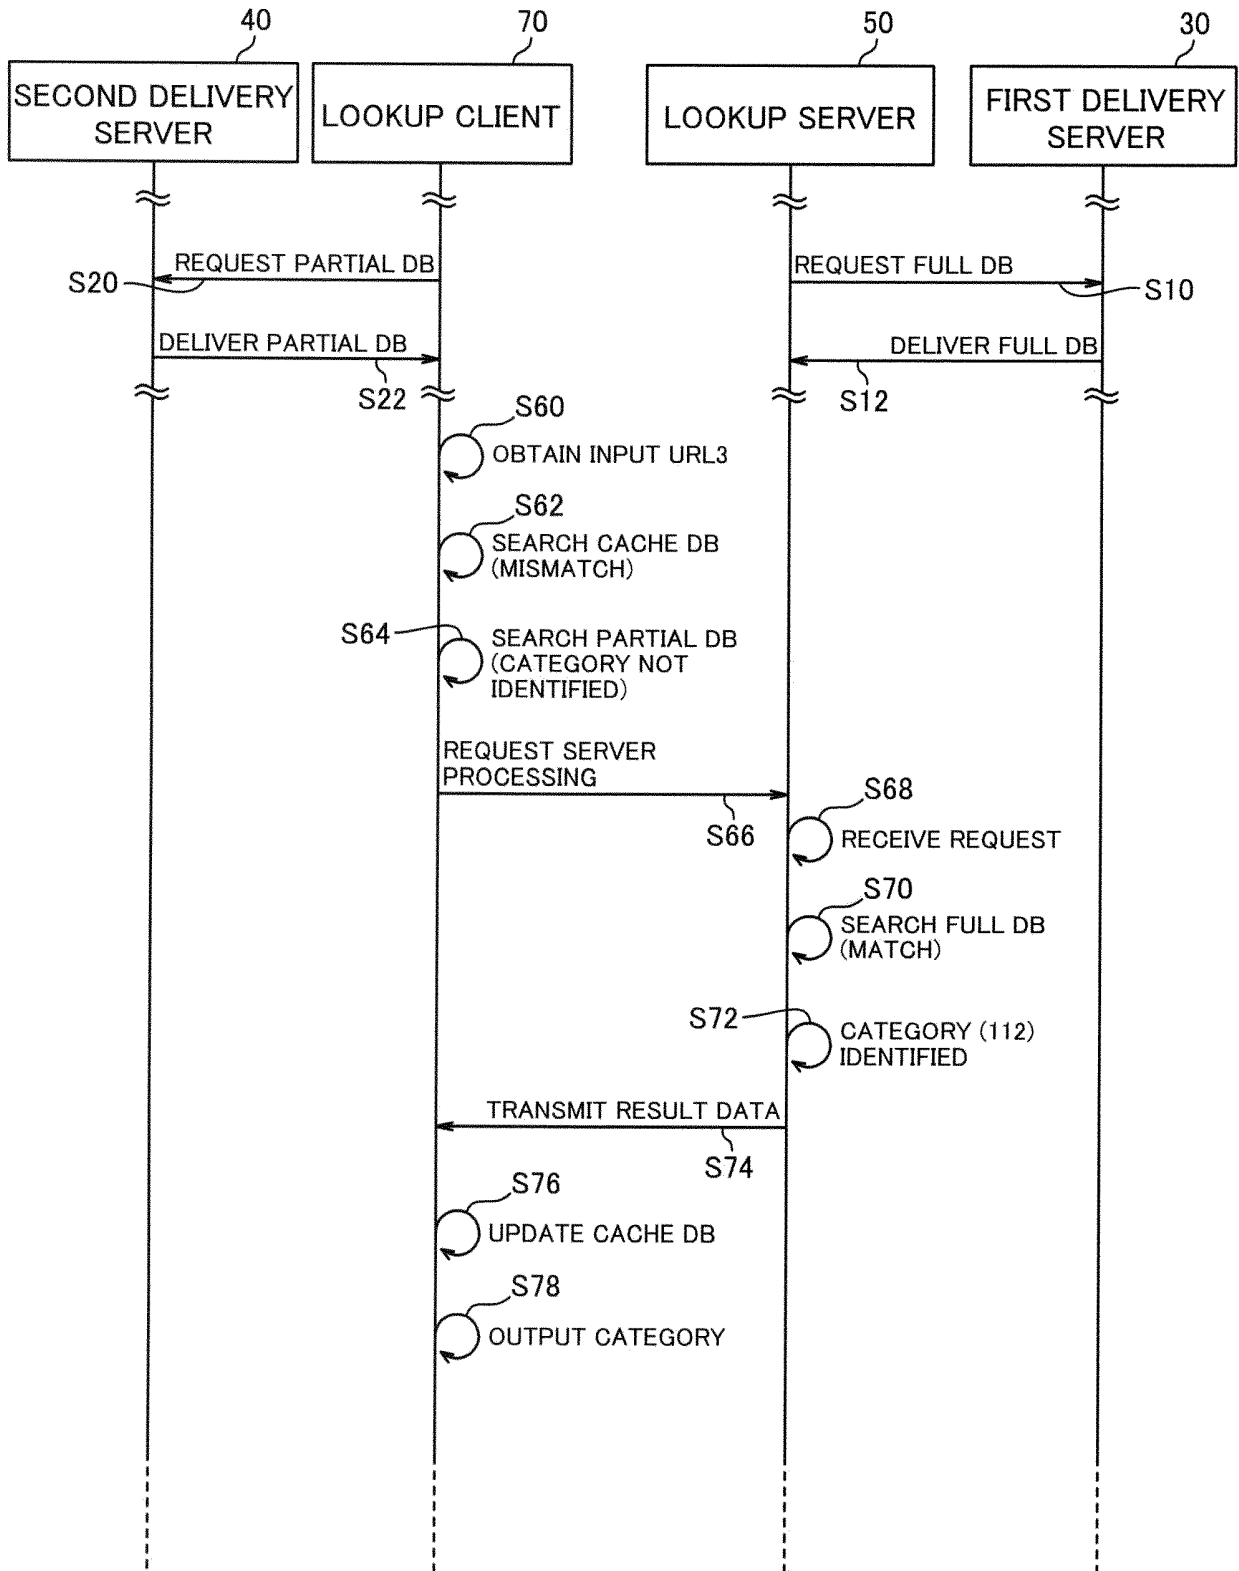 40
70
50
30
SECOND DELIVERY
SERVER
LOOKUP CLIENT
LOOKUP SERVER
FIRST DELIVERY
SERVER
REQUEST PARTIAL DB
S20
REQUEST FULL DB
S10
DELIVER PARTIAL DB
S22
DELIVER FULL DB
S12
S60
OBTAIN INPUT URL3
S62
SEARCH CACHE DB
(MISMATCH)
S64
SEARCH PARTIAL DB
(CATEGORY NOT
IDENTIFIED)
REQUEST SERVER
PROCESSING
S66
S68
RECEIVE REQUEST
S70
SEARCH FULL DB
(MATCH)
S72
CATEGORY (112)
IDENTIFIED
TRANSMIT RESULT DATA
S74
S76
UPDATE CACHE DB
S78
OUTPUT CATEGORY